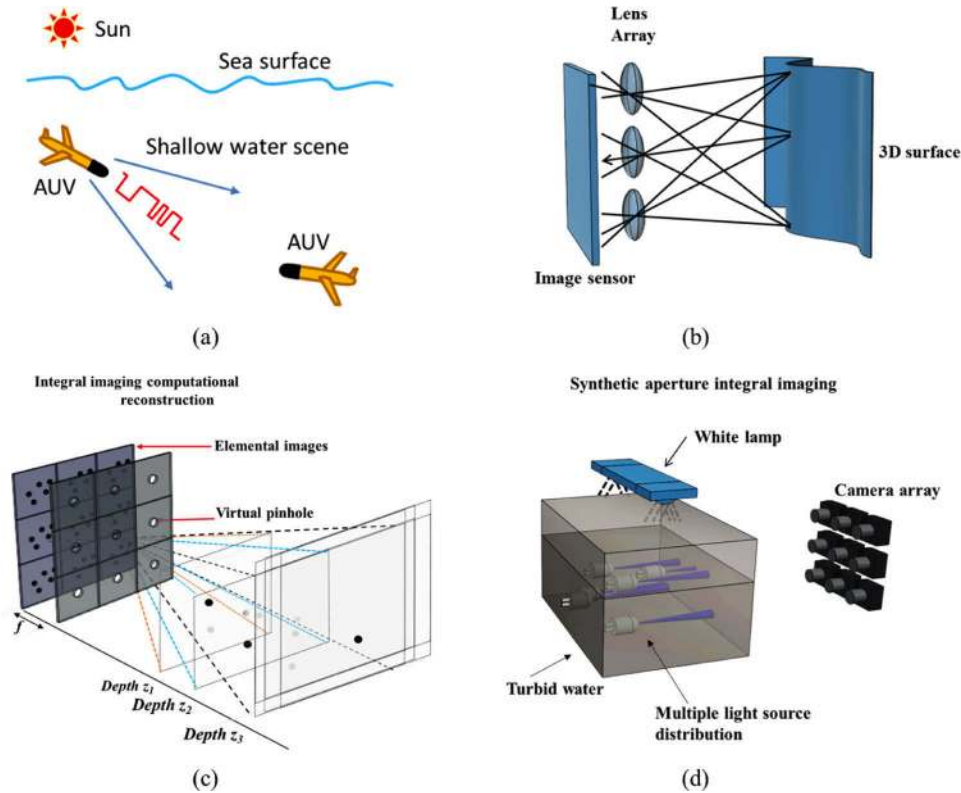 Sun
Sea surface
Shallow water scene
AUV
AUV
(a)
Lens
Array
3D surface
Image sensor
(b)
Integral imaging computational
reconstruction
Elemental images
Virtual pinhole
f
Depth z1
Depth z2
Depth z3
(c)
Synthetic aperture integral imaging
White lamp
Camera array
Turbid water
Multiple light source
distribution
(d)